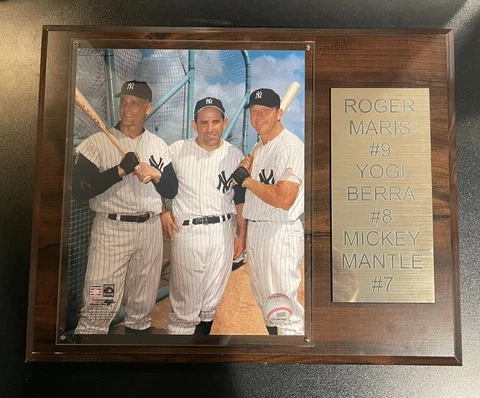 ROGER
MARIS
#9
YOGI
BERRA
#8
MICKEY
MANTLE
#7